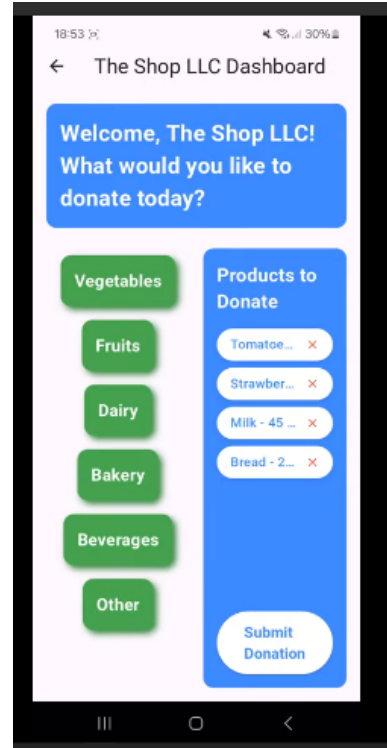 18:53 30%
The Shop LLC Dashboard
Welcome, The Shop LLC!
What would you like to
donate today?
Vegetables
Fruits
Dairy
Bakery
Beverages
Other
Products to
Donate
Tomatoe... ×
Strawber... ×
Milk - 45 ... ×
Bread - 2... ×
Submit
Donation